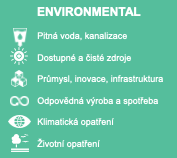 ENVIRONMENTAL
Pitná voda, kanalizace
Dostupné a čisté zdroje
Průmysl, inovace, infrastruktura
Odpovědná výroba a spotřeba
Klimatická opatření
Životní opatření